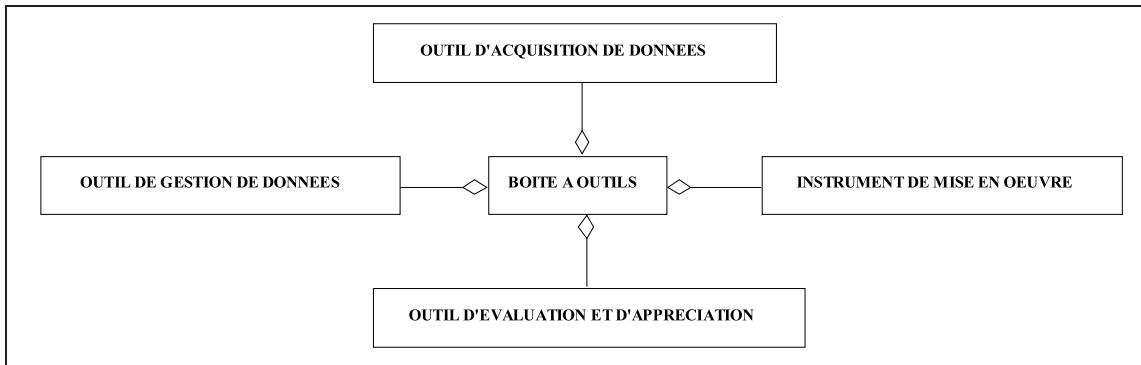 OUTIL D'ACQUISITION DE DONNEES
OUTIL DE GESTION DE DONNEES
BOITE A OUTILS
INSTRUMENT DE MISE EN OEUVRE
OUTIL D'EVALUATION ET D'APPRECIATION